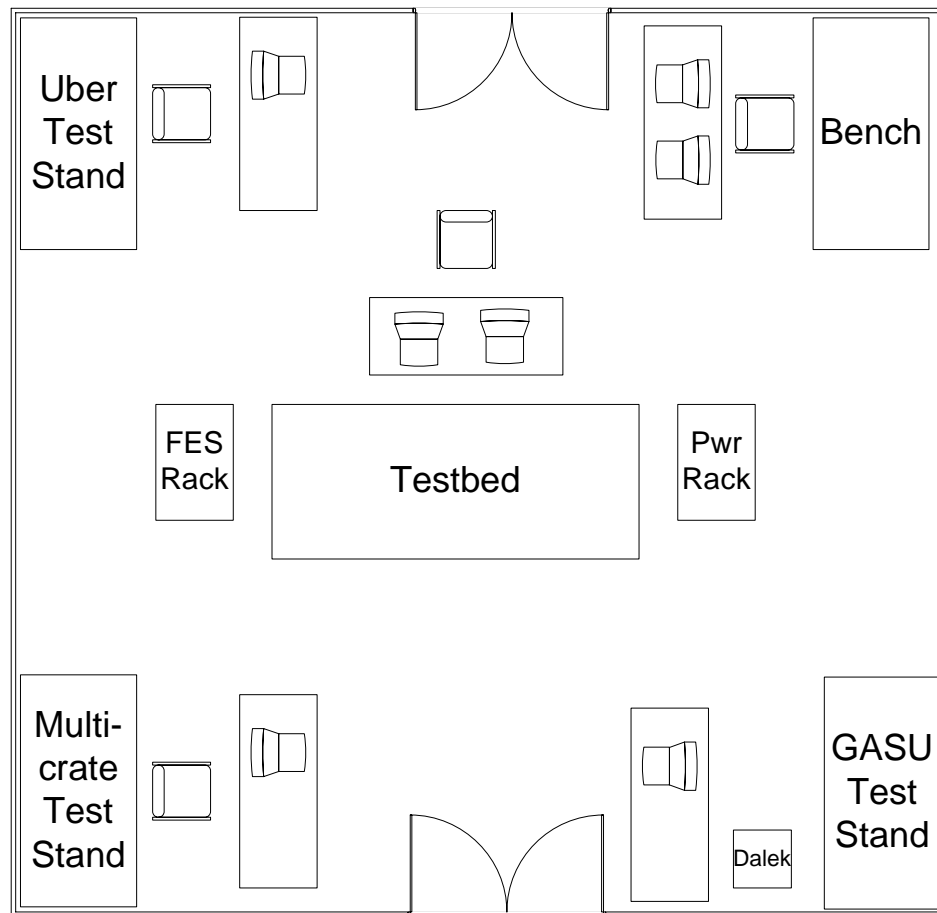 Uber
Test
Stand
Bench
FES
Rack
Testbed
Pwr
Rack
Multi-
crate
Test
Stand
GASU
Test
Stand
Dalek